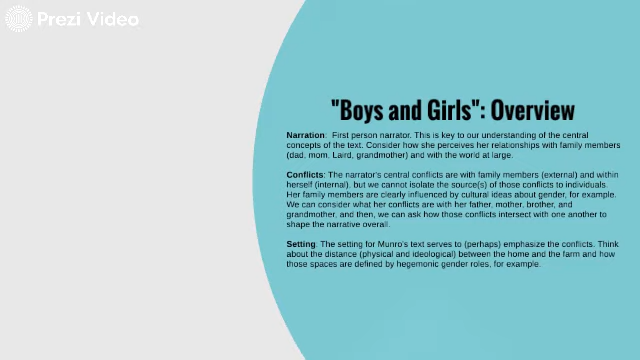 Prezi Video
"Boys and Girls": Overview
Narration: First person narrator. This is key to our understanding of the central
concepts of the text. Consider how she perceives her relationships with family members
(dad, mom, Laird, grandmother) and with the world at large.
Conflicts: The narrator's central conflicts are with family members (external) and within
herself (internal), but we cannot isolate the source(s) of those conflicts to individuals.
Her family members are clearly influenced by cultural ideas about gender, for example.
We can consider what her conflicts are with her father, mother, brother, and
grandmother, and then, we can ask how those conflicts intersect with one another to
shape the narrative overall.
Setting: The setting for Munro's text serves to (perhaps) emphasize the conflicts. Think
about the distance (physical and ideological) between the home and the farm and how
those spaces are defined by hegemonic gender roles, for example.